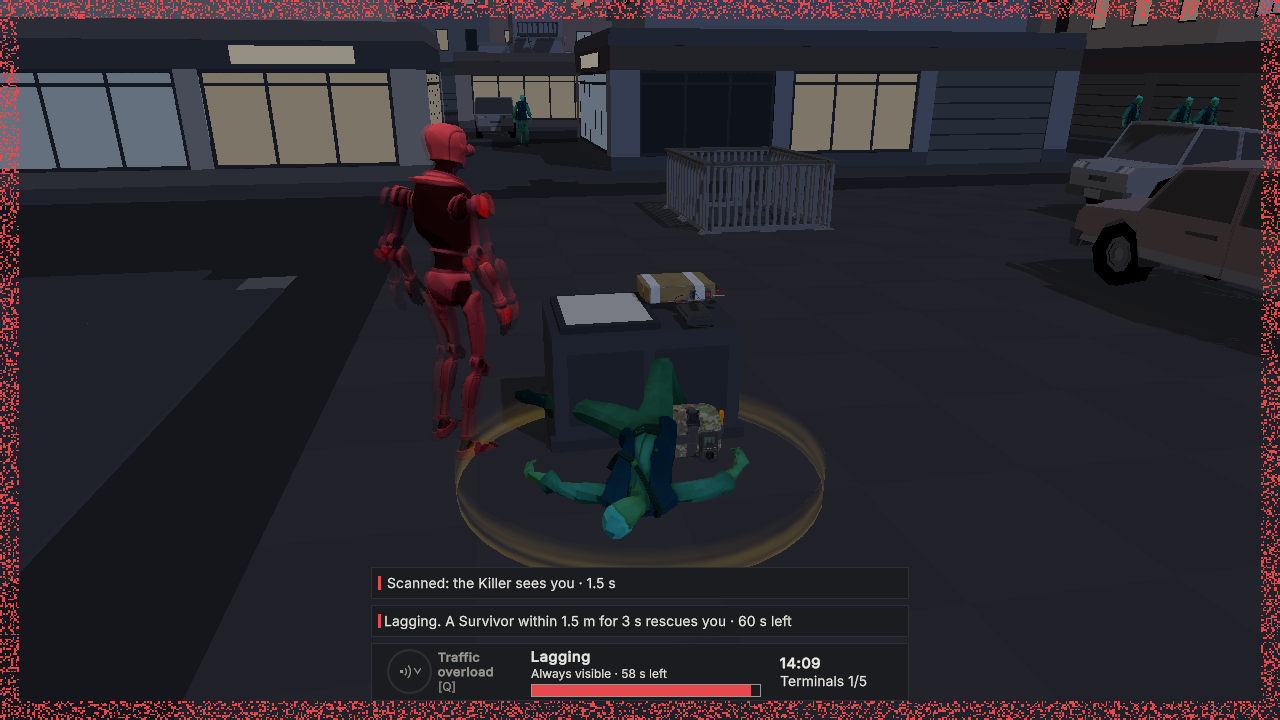 Scanned: the Killer sees you · 1.5 s
Lagging. A Survivor within 1.5 m for 3 s rescues you · 60 s left
Traffic
overload
[Q]
Lagging
Always visible · 58 s left
14:09
Terminals 1/5